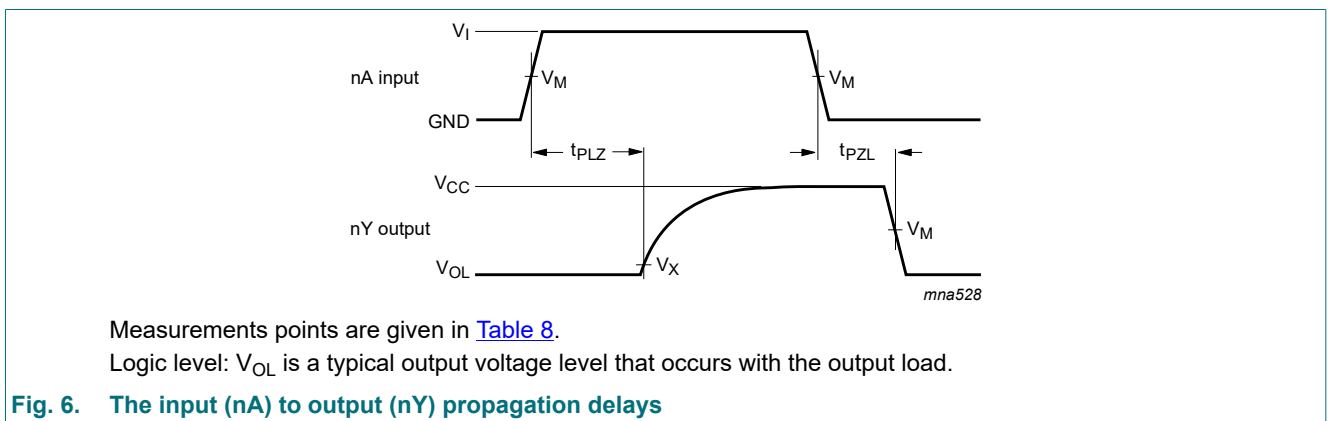 VI
nA input
VM
VM
GND
tPLZ
tPZL
VCC
nY output
VM
VOL
VX
mna528
Measurements points are given in Table 8.
Logic level: VOL is a typical output voltage level that occurs with the output load.
Fig. 6. The input (nA) to output (nY) propagation delays